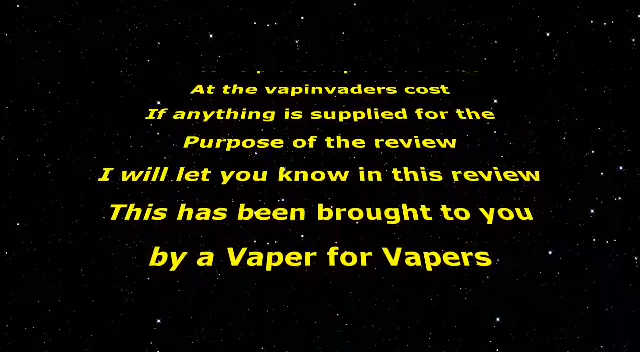 At the vapinvaders cost
If anything is supplied for the
Purpose of the review
I will let you know in this review
This has been brought to you
by a Vaper for Vapers